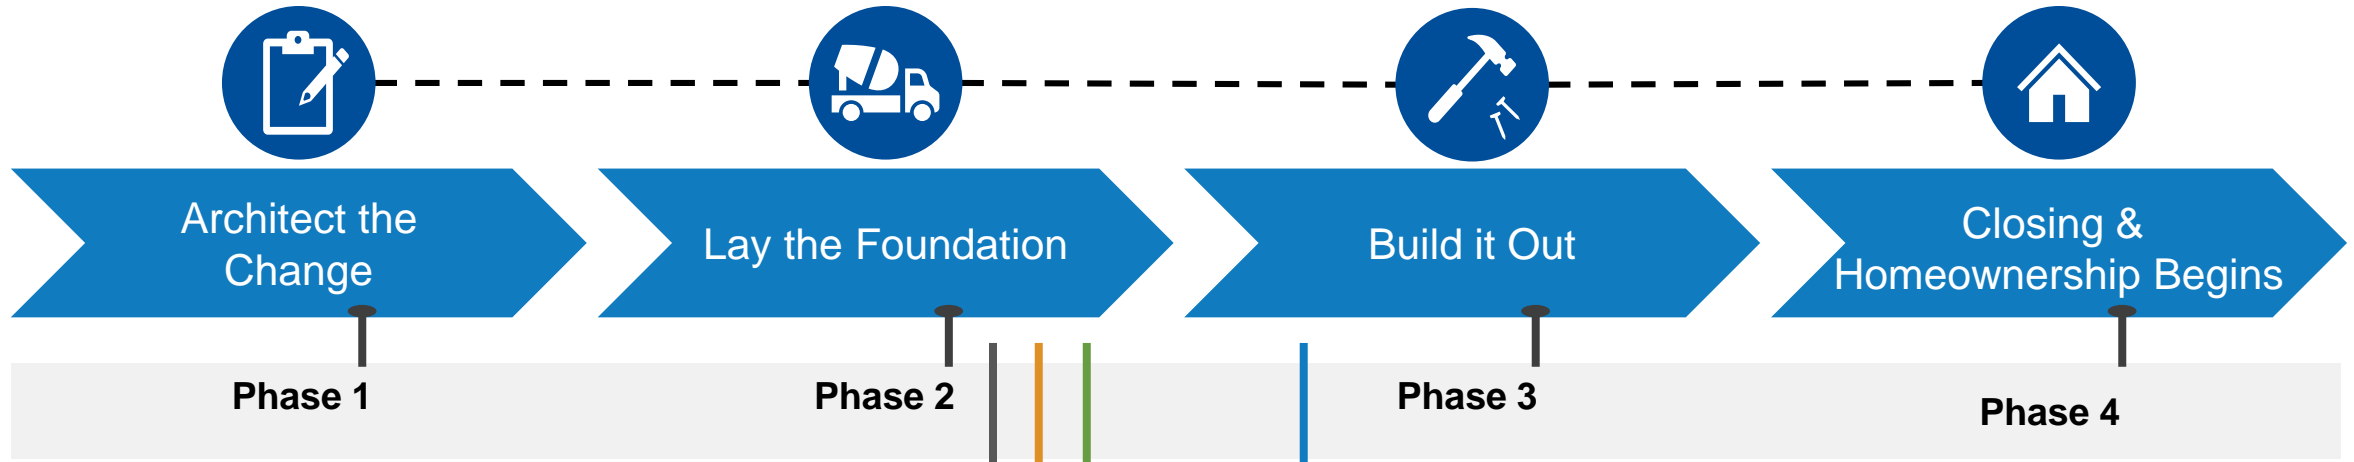 Architect the
Change
Lay the Foundation
Build it Out
Closing &
Homeownership Begins
Phase 1
Phase 2
Phase 3
Phase 4